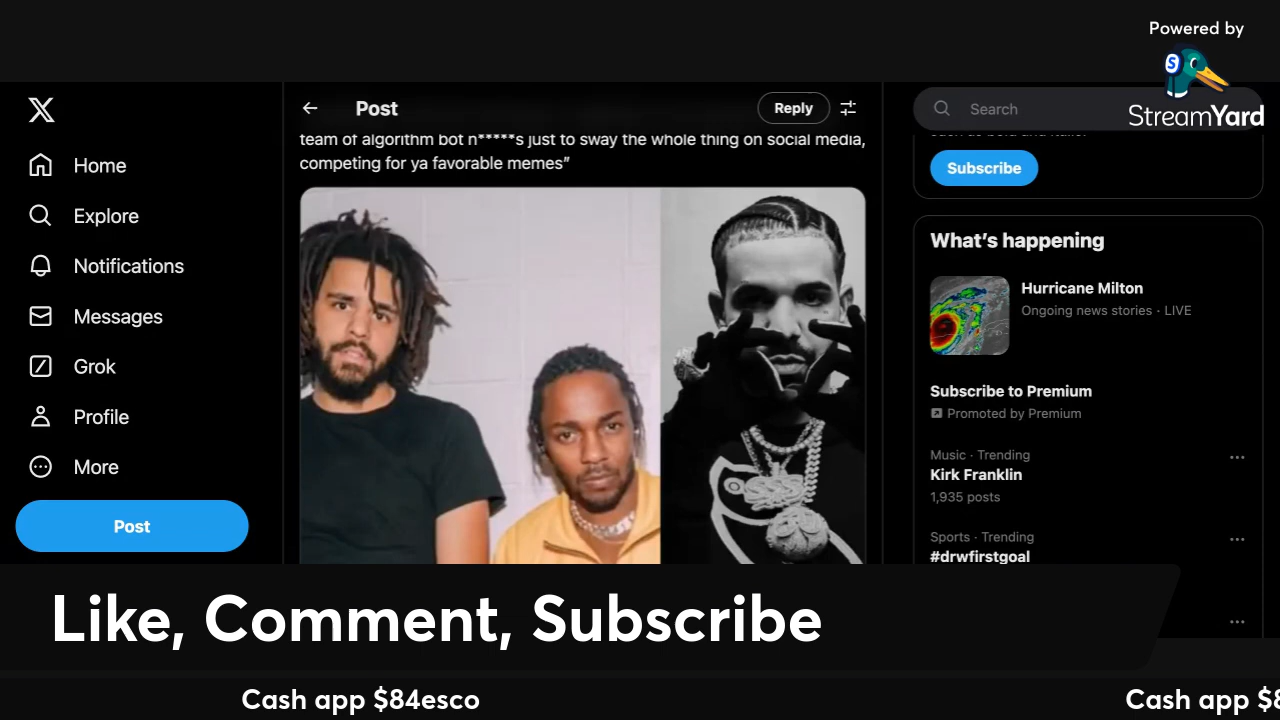 Powered by
StreamYard
Home
Explore
Notifications
Messages
Grok
Profile
More
Post
Post
Reply
team of algorithm bot n*****s just to sway the whole thing on social media,
competing for ya favorable memes”
Search
Subscribe
What’s happening
Hurricane Milton
Ongoing news stories · LIVE
Subscribe to Premium
Promoted by Premium
Music · Trending
Kirk Franklin
1,935 posts
Sports · Trending
#drwfirstgoal
Like, Comment, Subscribe
Cash app $84esco
Cash app $8